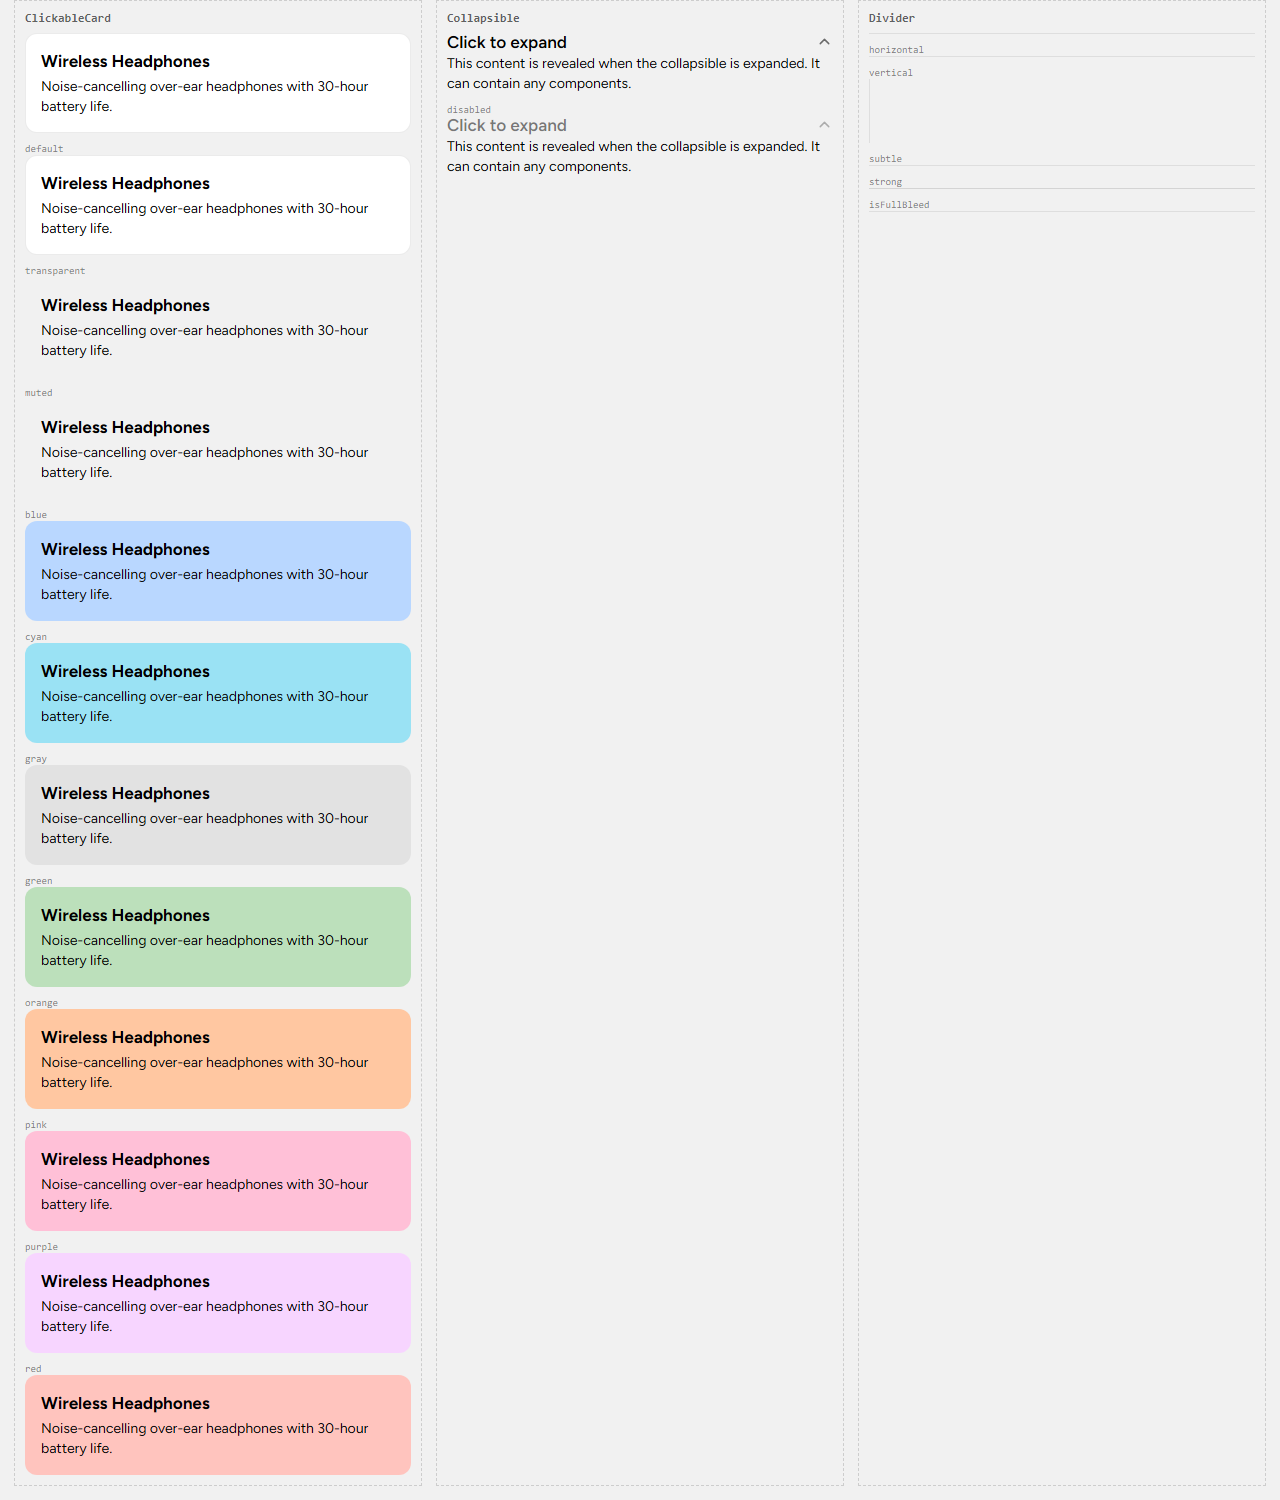 ClickableCard
Wireless Headphones
Noise-cancelling over-ear headphones with 30-hour
battery life.
default
Wireless Headphones
Noise-cancelling over-ear headphones with 30-hour
battery life.
transparent
Wireless Headphones
Noise-cancelling over-ear headphones with 30-hour
battery life.
muted
Wireless Headphones
Noise-cancelling over-ear headphones with 30-hour
battery life.
blue
Wireless Headphones
Noise-cancelling over-ear headphones with 30-hour
battery life.
cyan
Wireless Headphones
Noise-cancelling over-ear headphones with 30-hour
battery life.
gray
Wireless Headphones
Noise-cancelling over-ear headphones with 30-hour
battery life.
green
Wireless Headphones
Noise-cancelling over-ear headphones with 30-hour
battery life.
orange
Wireless Headphones
Noise-cancelling over-ear headphones with 30-hour
battery life.
pink
Wireless Headphones
Noise-cancelling over-ear headphones with 30-hour
battery life.
purple
Wireless Headphones
Noise-cancelling over-ear headphones with 30-hour
battery life.
red
Wireless Headphones
Noise-cancelling over-ear headphones with 30-hour
battery life.
Collapsible
Click to expand
This content is revealed when the collapsible is expanded. It
can contain any components.
disabled
Click to expand
This content is revealed when the collapsible is expanded. It
can contain any components.
Divider
horizontal
vertical
subtle
strong
isFullBleed